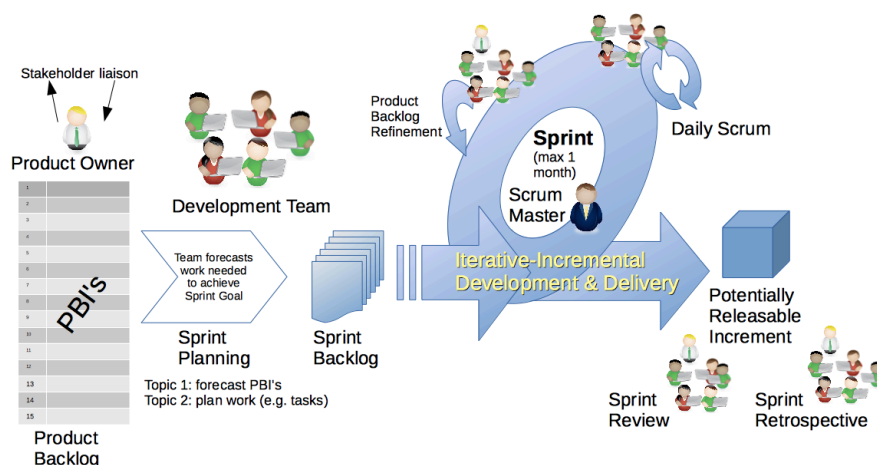 Stakeholder liaison
Product Owner
1
2
3
4
5
6
7
8
9
10
11
12
13
14
15
PBI's
Product
Backlog
Development Team
Team forecasts
work needed
to achieve
Sprint Goal
Sprint
Planning
Topic 1: forecast PBI's
Topic 2: plan work (e.g. tasks)
Sprint
Backlog
Product
Backlog
Refinement
Sprint
(max 1
month)
Scrum
Master
Daily Scrum
Iterative-Incremental
Development & Delivery
Potentially
Releasable
Increment
Sprint
Review
Sprint
Retrospective